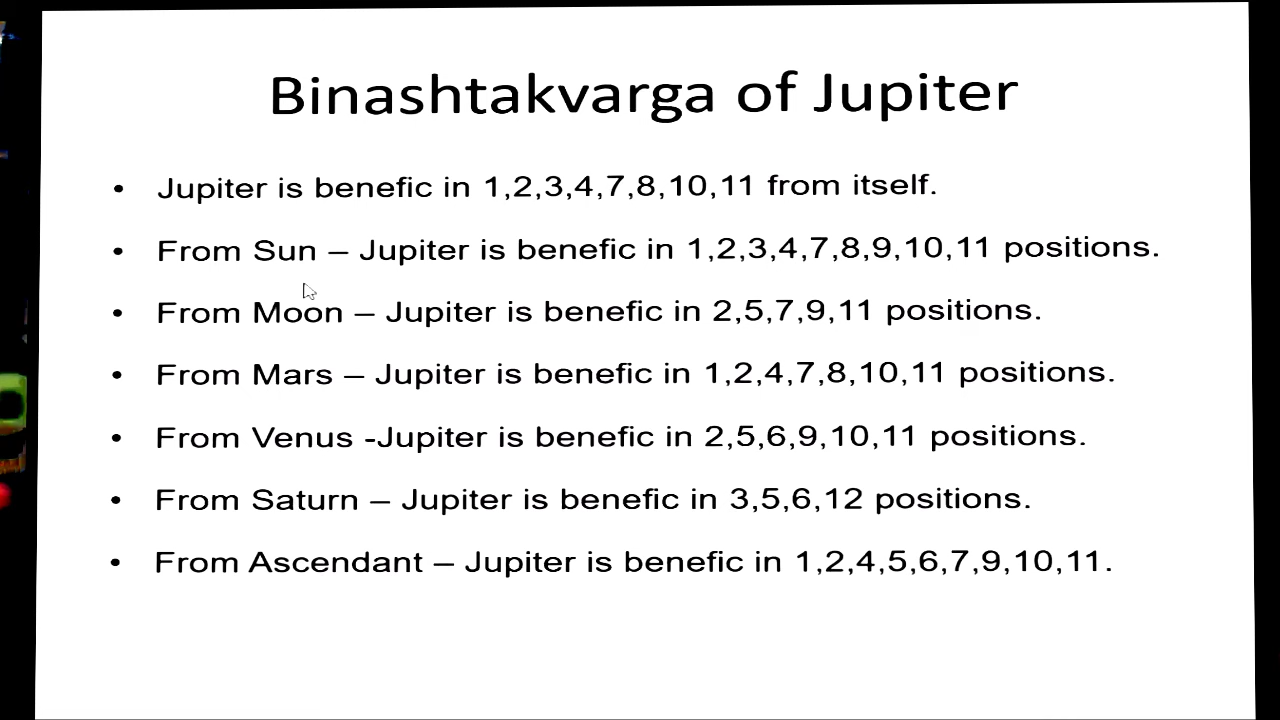 Binashtakvarga of Jupiter
• Jupiter is benefic in 1,2,3,4,7,8,10,11 from itself.
• From Sun – Jupiter is benefic in 1,2,3,4,7,8,9,10,11 positions.
• From Moon – Jupiter is benefic in 2,5,7,9,11 positions.
• From Mars – Jupiter is benefic in 1,2,4,7,8,10,11 positions.
• From Venus -Jupiter is benefic in 2,5,6,9,10,11 positions.
• From Saturn – Jupiter is benefic in 3,5,6,12 positions.
• From Ascendant – Jupiter is benefic in 1,2,4,5,6,7,9,10,11.